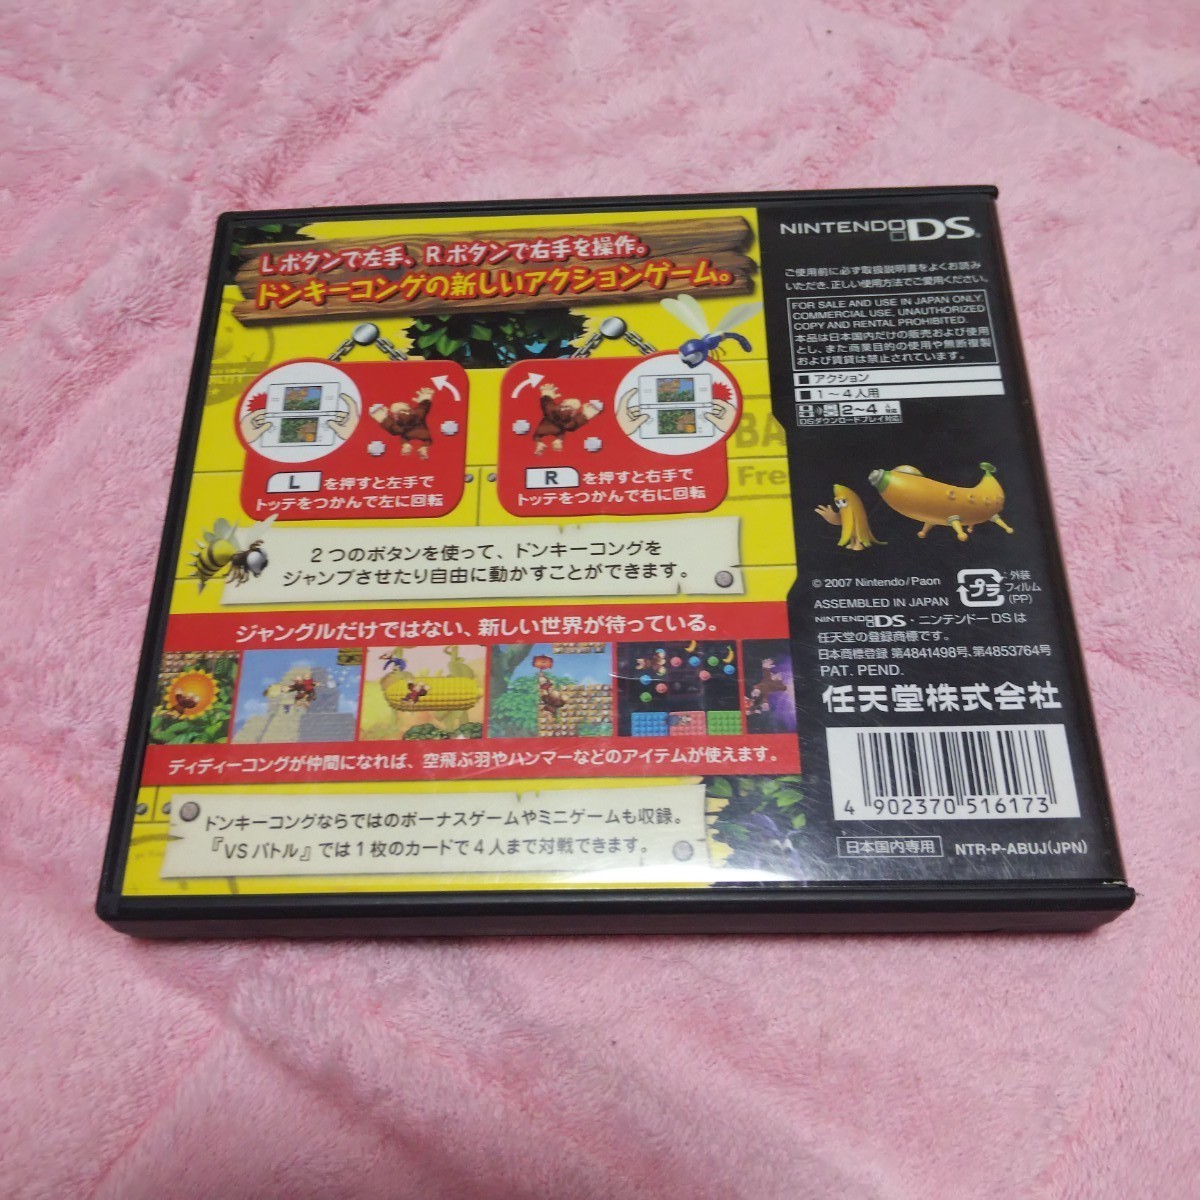 Lボタンで左手、Rボタンで右手を操作。
ドンキーコングの新しいアクションゲーム。
L を押すと左手で
トッテをつかんで左に回転
R を押すと右手で
トッテをつかんで右に回転
BA
Fre
2つのボタンを使って、ドンキーコングを
ジャンプさせたり自由に動かすことができます。
ジャングルだけではない、新しい世界が待っている。
ディディーコングが仲間になれば、空飛ぶ羽やハンマーなどのアイテムが使えます。
ドンキーコングならではのボーナスゲームやミニゲームも収録。
『VSバトル』では1枚のカードで4人まで対戦できます。
NINTENDO DS
ご使用前に必ず取扱説明書をよくお読み
いただき、正しい使用方法でご愛用ください。
FOR SALE AND USE IN JAPAN ONLY.
COMMERCIAL USE, UNAUTHORIZED
COPY AND RENTAL PROHIBITED.
本品は日本国内だけの販売および使用
とし、また商業目的の使用や無断複製
および賃貸は禁止されています。
■ アクション
■ 1～4人用
2～4人対応
DSダウンロードプレイ対応
© 2007 Nintendo/Paon
プラ
外装
フィルム
(PP)
ASSEMBLED IN JAPAN
NINTENDO DS・ニンテンドーDSは
任天堂の登録商標です。
日本商標登録 第4841498号、第4853764号
PAT. PEND.
任天堂株式会社
4 902370 516173
日本国内専用 NTR-P-ABUJ(JPN)